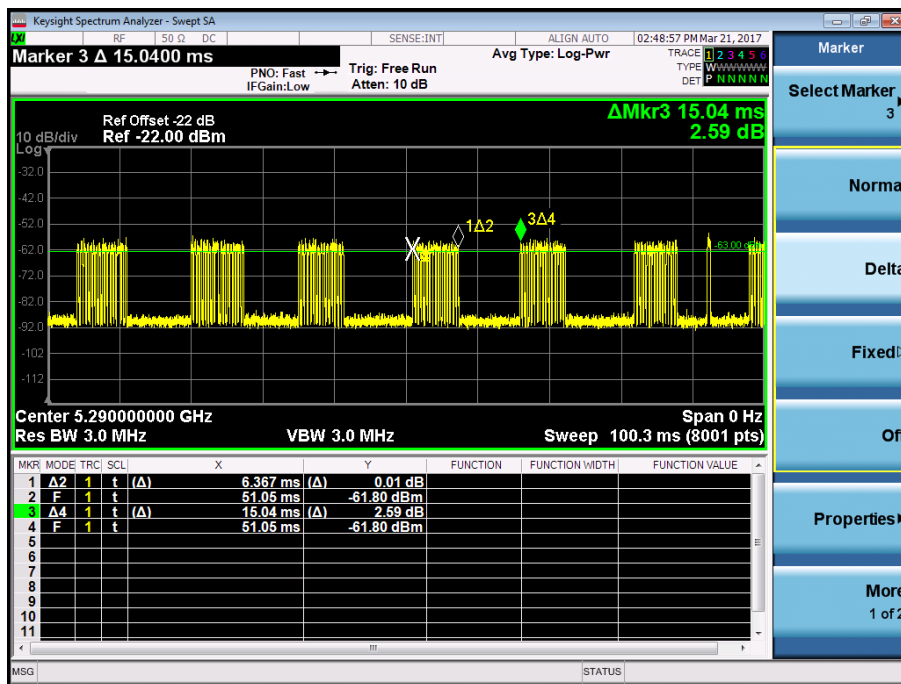 Keysight Spectrum Analyzer - Swept SA
LXI RF 50 Ω DC SENSE:INT ALIGN AUTO 02:48:57 PM Mar 21, 2017
Marker 3 Δ 15.0400 ms
PNO: Fast
IFGain:Low
Trig: Free Run
Atten: 10 dB
Avg Type: Log-Pwr
TRACE 1 2 3 4 5 6
TYPE WWWWWWW
DET P N N N N N
ΔMkr3 15.04 ms
2.59 dB
Ref Offset -22 dB
10 dB/div Ref -22.00 dBm
Log
-32.0
-42.0
-52.0
-62.0
-72.0
-82.0
-92.0
-102
-112
1Δ2
3Δ4
Center 5.290000000 GHz Span 0 Hz
Res BW 3.0 MHz VBW 3.0 MHz Sweep 100.3 ms (8001 pts)
MKR MODE TRC SCL X Y FUNCTION FUNCTION WIDTH FUNCTION VALUE
1 Δ2 1 t (Δ) 6.367 ms (Δ) 0.01 dB
2 F 1 t 51.05 ms -61.80 dBm
3 Δ4 1 t (Δ) 15.04 ms (Δ) 2.59 dB
4 F 1 t 51.05 ms -61.80 dBm
5
6
7
8
9
10
11
MSG STATUS
Marker
Select Marker
3
Norma
Delta
Fixed
Of
Properties
More
1 of 2